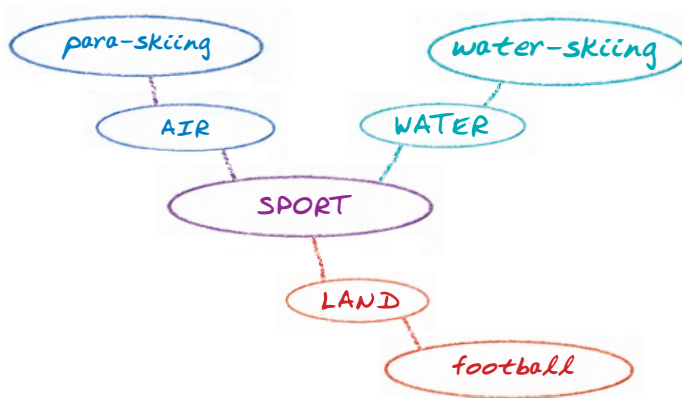 para-skiing
water-skiing
AIR
WATER
SPORT
LAND
football